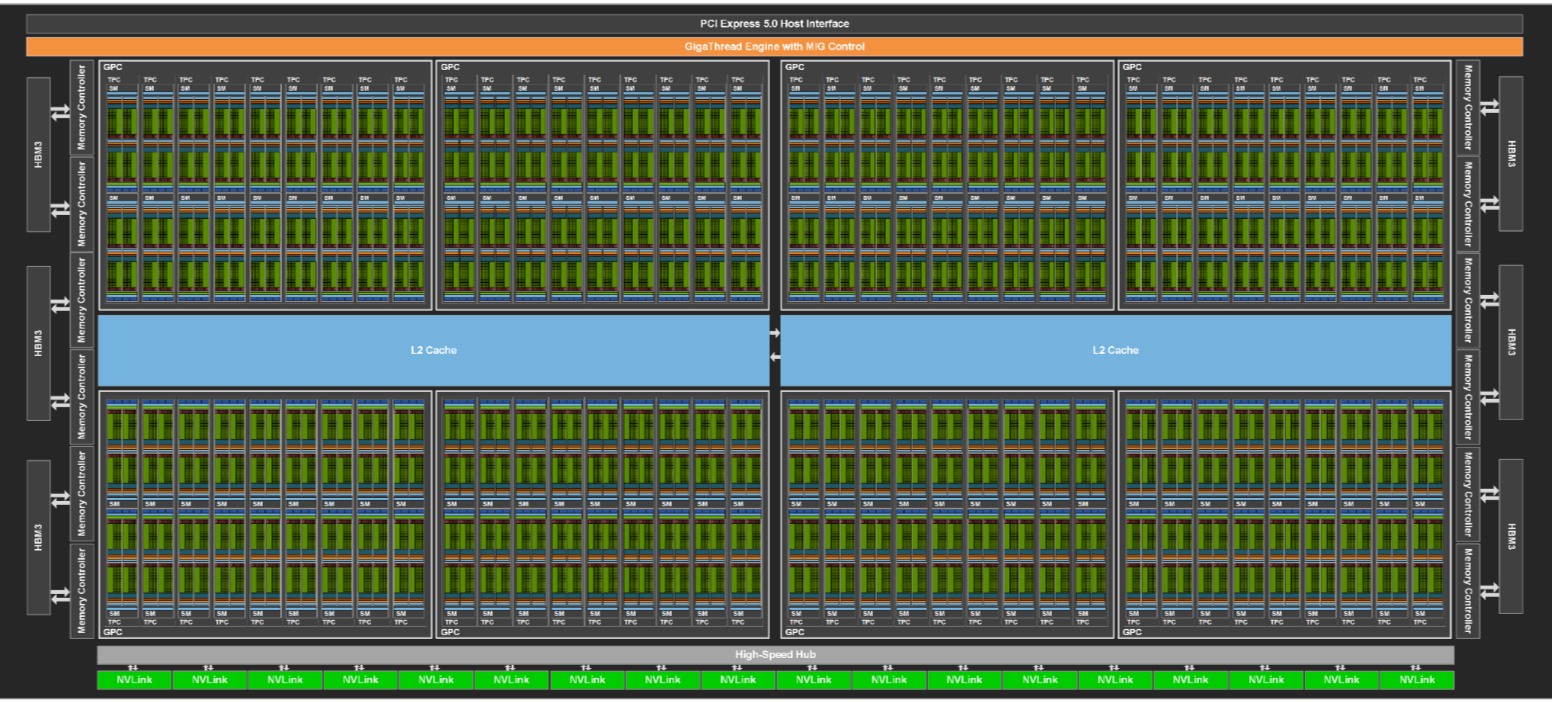 PCI Express 5.0 Host Interface
GigaThread Engine with MIG Control
GPC GPC GPC GPC
TPC TPC TPC TPC TPC TPC TPC TPC TPC TPC TPC TPC TPC TPC TPC TPC TPC TPC TPC TPC TPC TPC TPC TPC TPC TPC TPC TPC TPC TPC TPC TPC TPC TPC TPC TPC
SM SM SM SM SM SM SM SM SM SM SM SM SM SM SM SM SM SM SM SM SM SM SM SM SM SM SM SM SM SM SM SM SM SM SM SM
Memory Controller
Memory Controller
HBM3
HBM3
Memory Controller
Memory Controller
SM SM SM SM SM SM SM SM SM SM SM SM SM SM SM SM SM SM SM SM SM SM SM SM SM SM SM SM SM SM SM SM SM SM SM SM
Memory Controller
Memory Controller
HBM3
L2 Cache
L2 Cache
HBM3
Memory Controller
Memory Controller
Memory Controller
Memory Controller
SM SM SM SM SM SM SM SM SM SM SM SM SM SM SM SM SM SM SM SM SM SM SM SM SM SM SM SM SM SM SM SM SM SM SM SM
HBM3
HBM3
Memory Controller
Memory Controller
SM SM SM SM SM SM SM SM SM SM SM SM SM SM SM SM SM SM SM SM SM SM SM SM SM SM SM SM SM SM SM SM SM SM SM SM
TPC TPC TPC TPC TPC TPC TPC TPC TPC TPC TPC TPC TPC TPC TPC TPC TPC TPC TPC TPC TPC TPC TPC TPC TPC TPC TPC TPC TPC TPC TPC TPC TPC TPC TPC TPC
GPC GPC GPC GPC
High-Speed Hub
NVLink NVLink NVLink NVLink NVLink NVLink NVLink NVLink NVLink NVLink NVLink NVLink NVLink NVLink NVLink NVLink NVLink NVLink